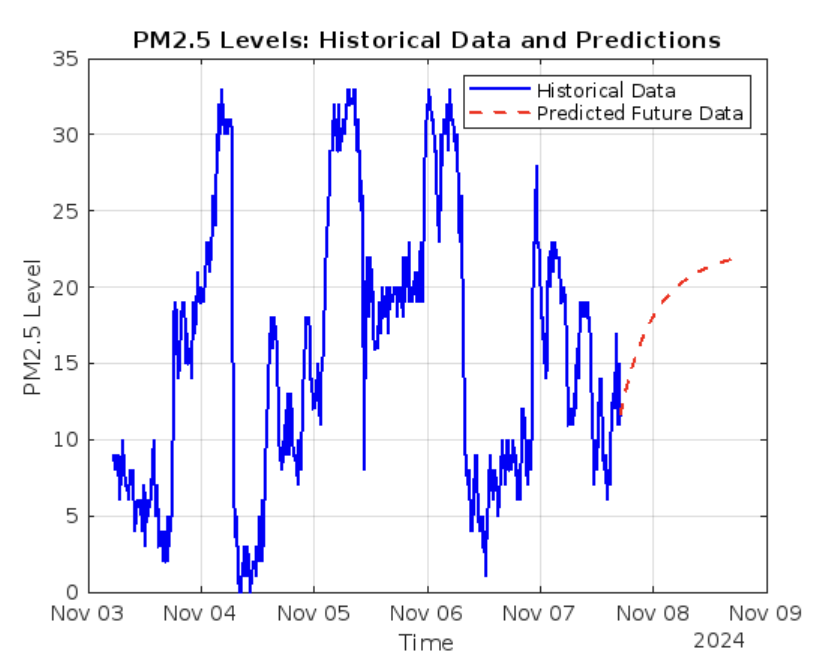 PM2.5 Levels: Historical Data and Predictions
35
30
25
20
15
10
5
0
PM2.5 Level
Historical Data
Predicted Future Data
Nov 03 Nov 04 Nov 05 Nov 06 Nov 07 Nov 08 Nov 09
Time
2024